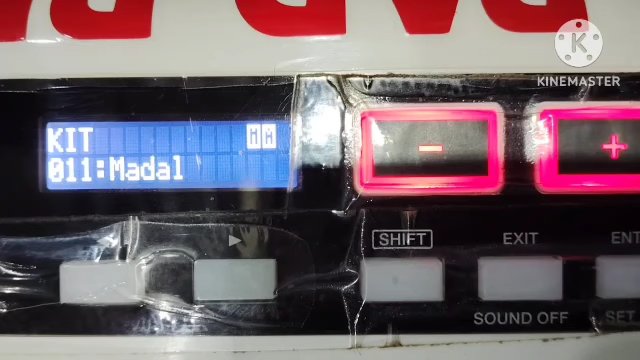 K
KINEMASTER
KIT
011:Madal
−
+
SHIFT
EXIT
SOUND OFF